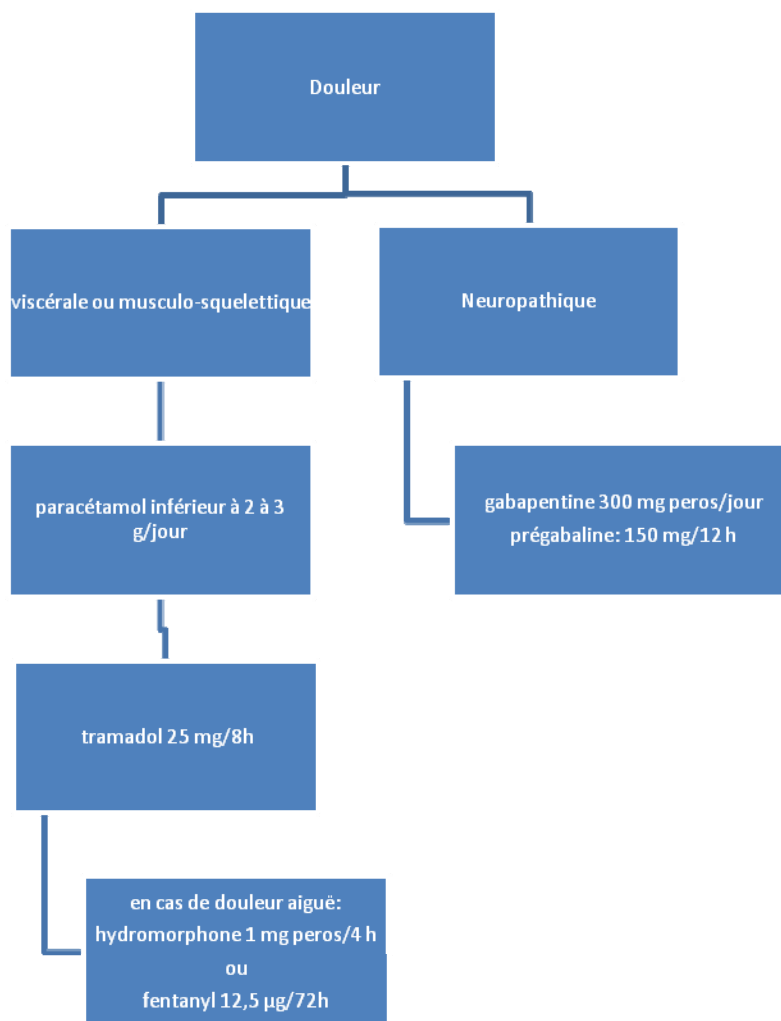 Douleur
viscérale ou musculo-squelettique
Neuropathique
paracétamol inférieur à 2 à 3
g/jour
gabapentine 300 mg peros/jour
prégabaline: 150 mg/12 h
tramadol 25 mg/8h
en cas de douleur aiguë:
hydromorphone 1 mg peros/4 h
ou
fentanyl 12,5 µg/72h